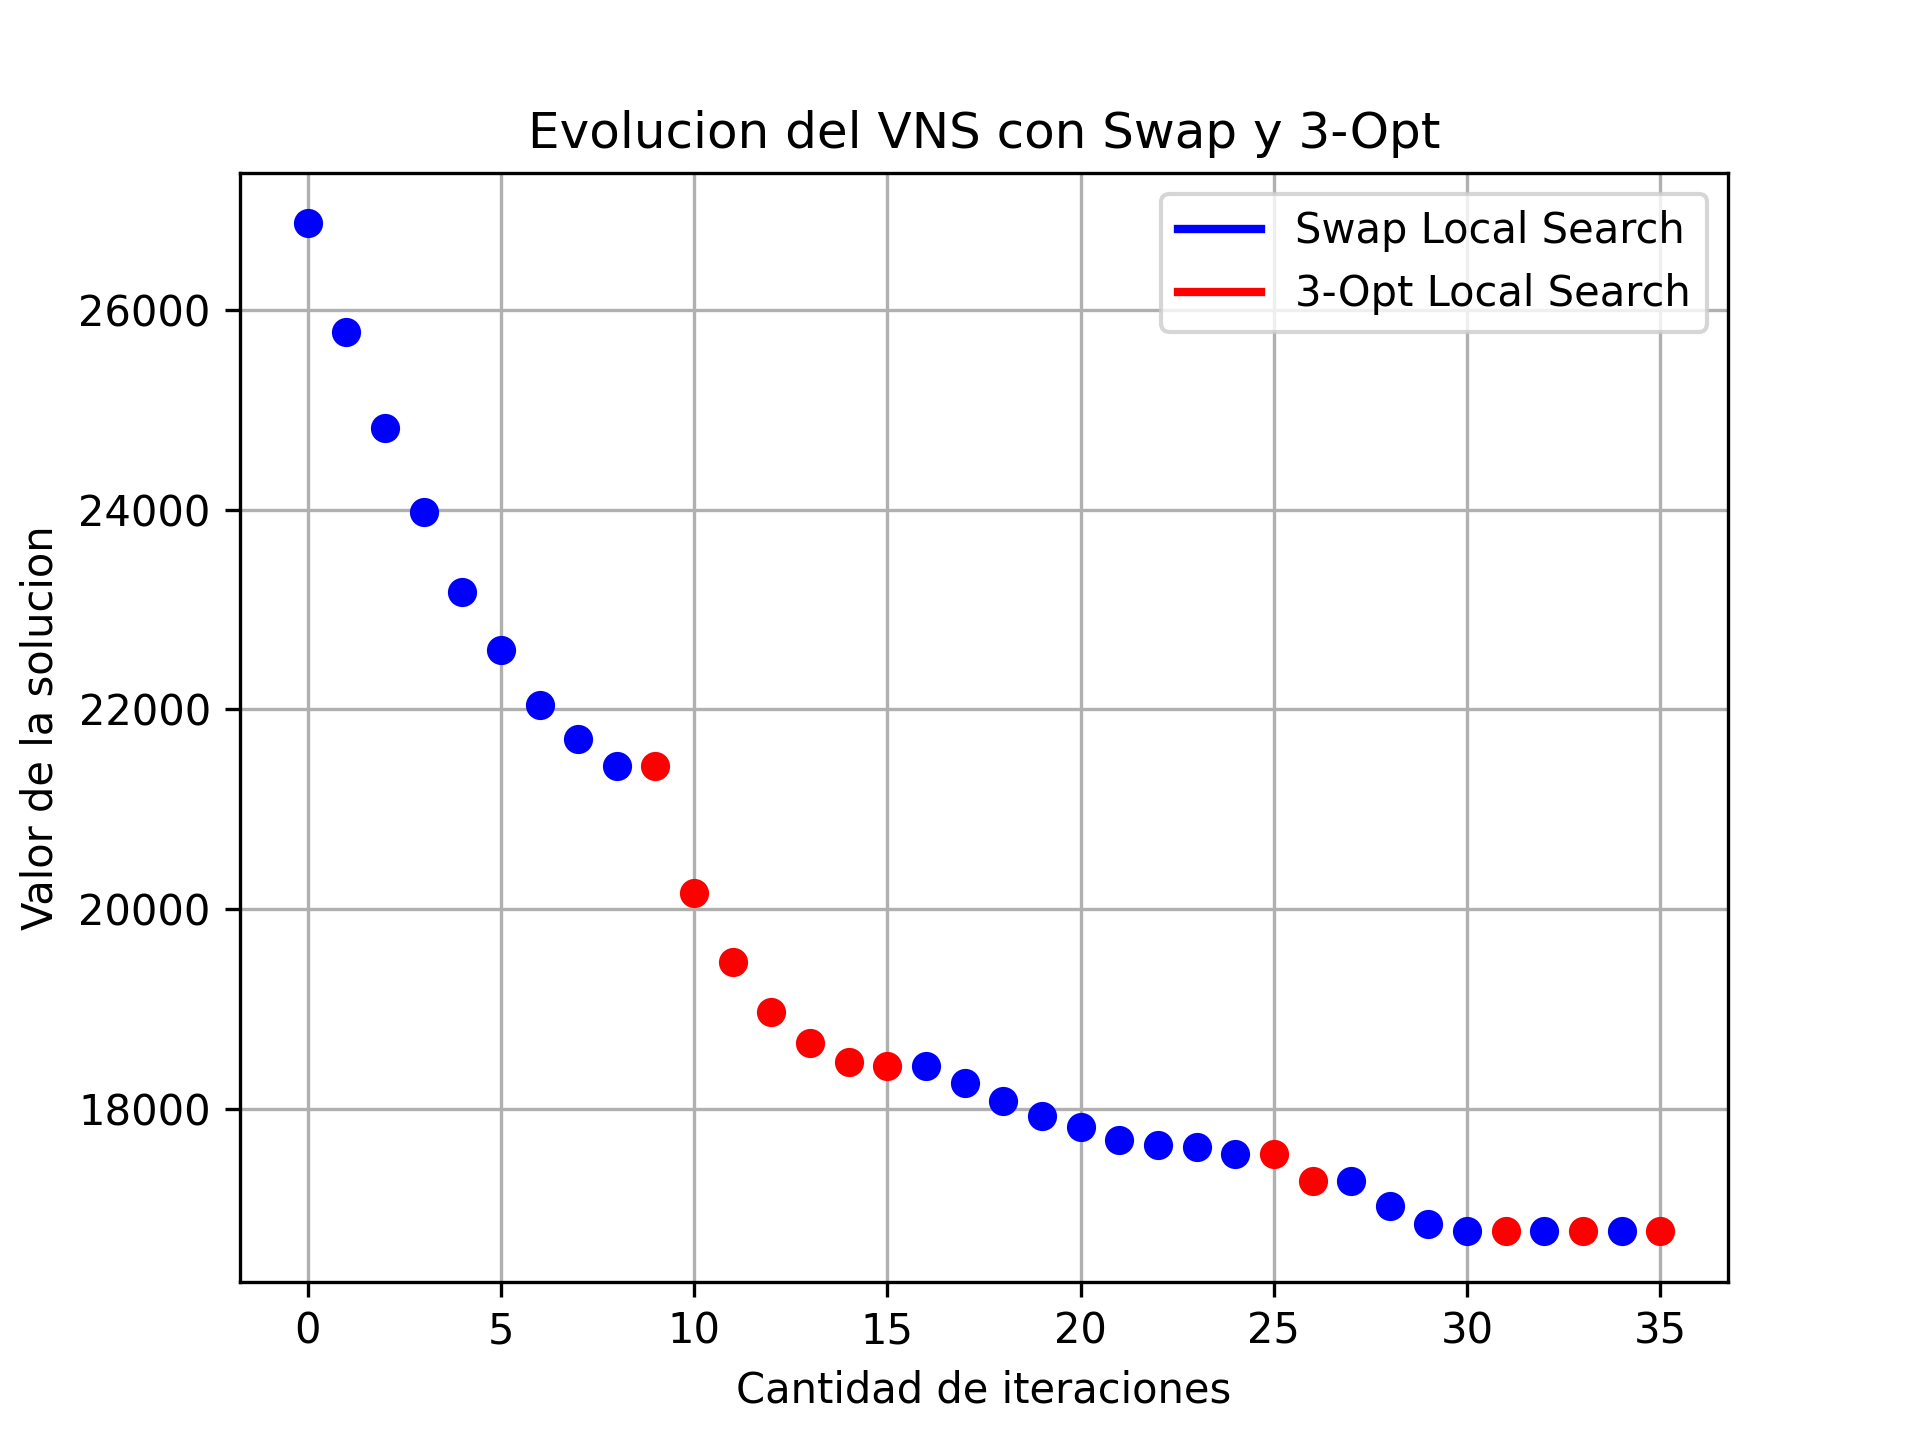 Evolucion del VNS con Swap y 3-Opt
Swap Local Search
3-Opt Local Search
Valor de la solucion
26000
24000
22000
20000
18000
0 5 10 15 20 25 30 35
Cantidad de iteraciones